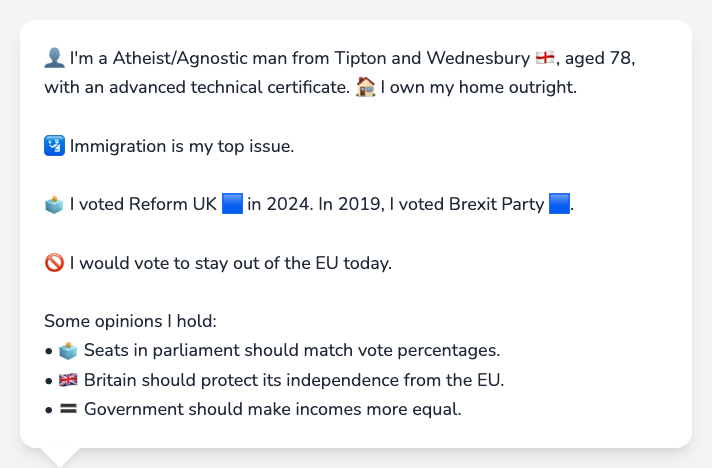 👤 I'm a Atheist/Agnostic man from Tipton and Wednesbury 🏴󠁧󠁢󠁥󠁮󠁧󠁿, aged 78,
with an advanced technical certificate. 🏠 I own my home outright.
🛂 Immigration is my top issue.
🗳️ I voted Reform UK 🟦 in 2024. In 2019, I voted Brexit Party 🟦.
🚫 I would vote to stay out of the EU today.
Some opinions I hold:
• 🗳️ Seats in parliament should match vote percentages.
• 🇬🇧 Britain should protect its independence from the EU.
• 🟰 Government should make incomes more equal.